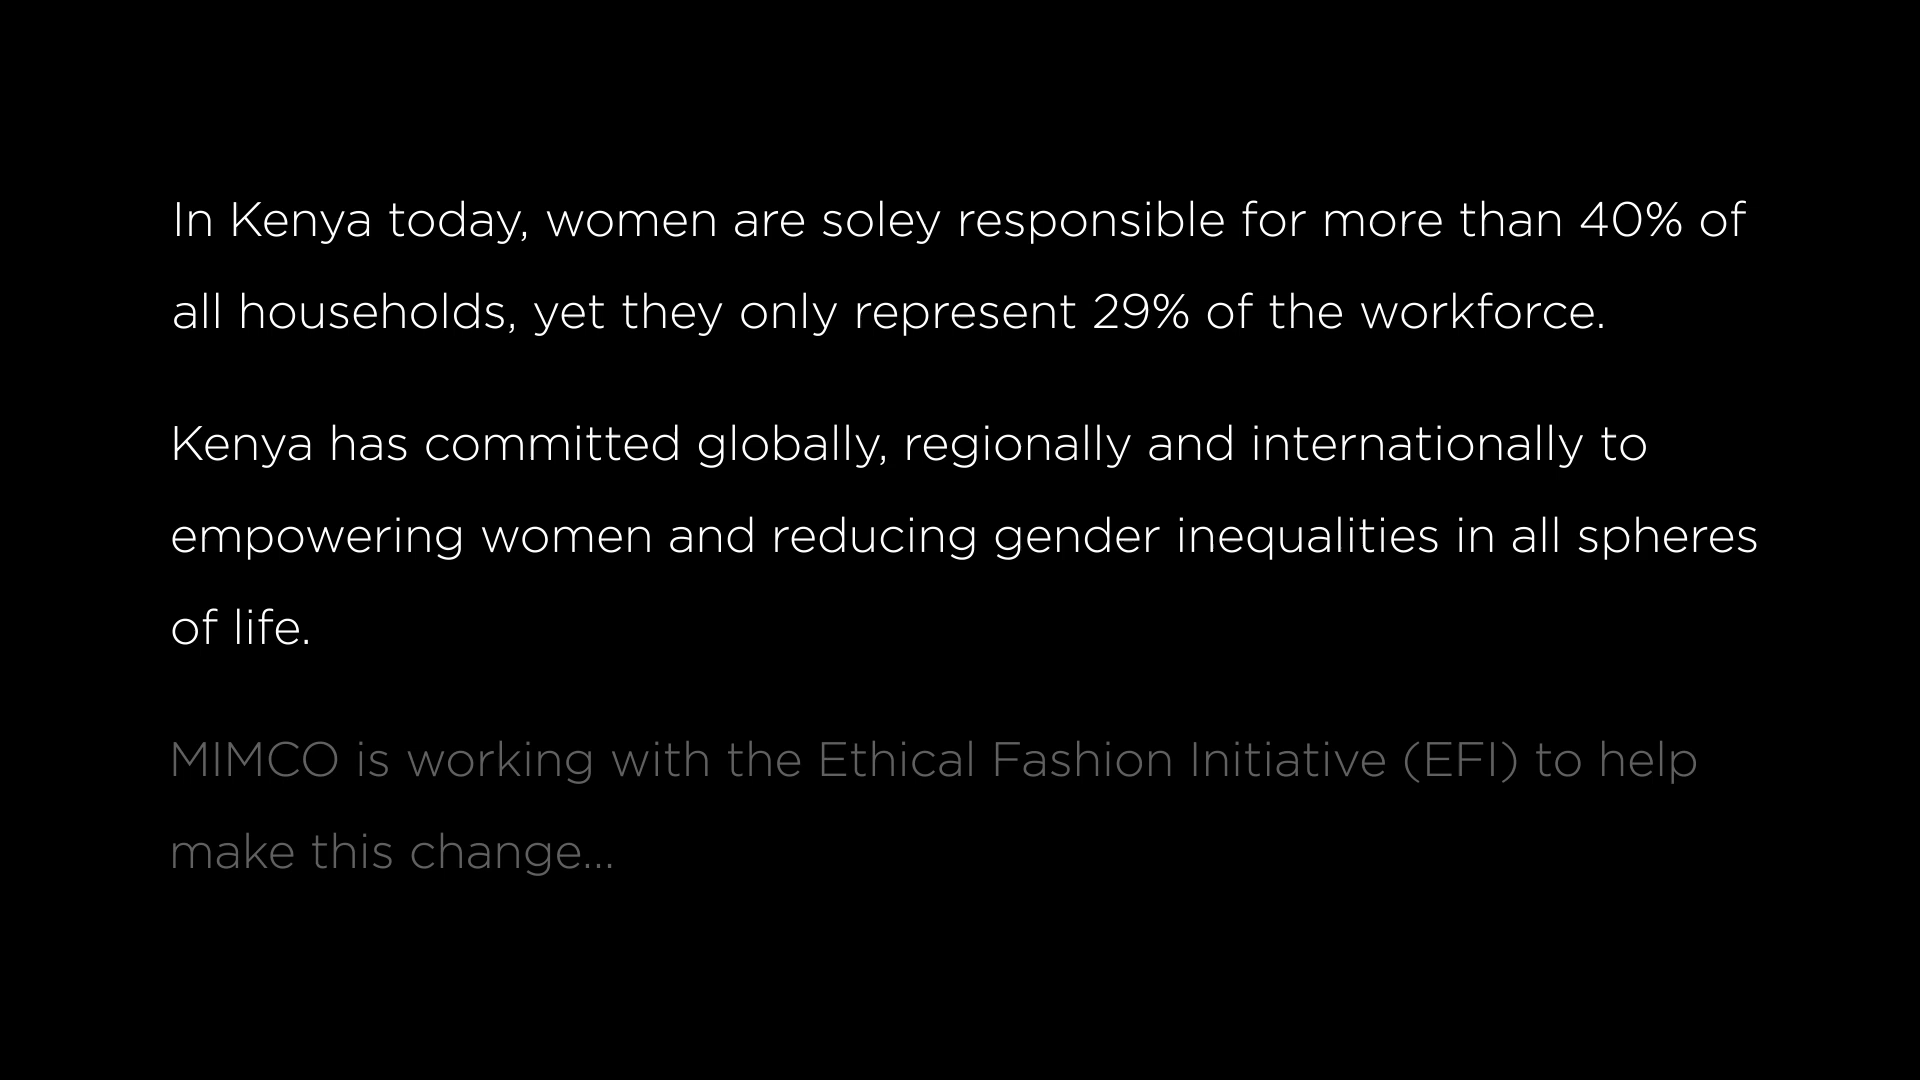 In Kenya today, women are soley responsible for more than 40% of
all households, yet they only represent 29% of the workforce.
Kenya has committed globally, regionally and internationally to
empowering women and reducing gender inequalities in all spheres
of life.
MIMCO is working with the Ethical Fashion Initiative (EFI) to help
make this change...